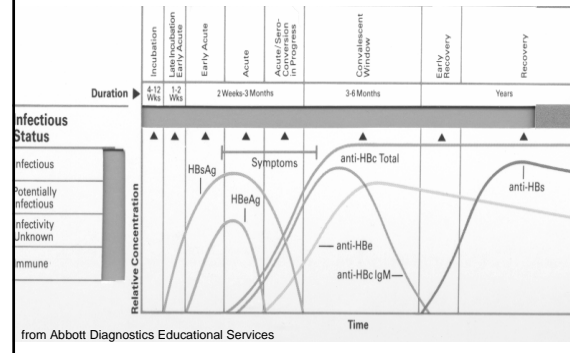 Incubation
Late Incubation
Early Acute
Early Acute
Acute
Acute/Sero-
Conversion
in Progress
Convalescent
Window
Early
Recovery
Recovery
Duration
4-12
Wks
1-2
Wks
2 Weeks-3 Months
3-6 Months
Years
nfectious
Status
nfectious
Potentially
nfectious
nfectivity
Unknown
mmune
Relative Concentration
Symptoms
HBsAg
HBeAg
anti-HBc Total
anti-HBs
anti-HBe
anti-HBc IgM
Time
from Abbott Diagnostics Educational Services